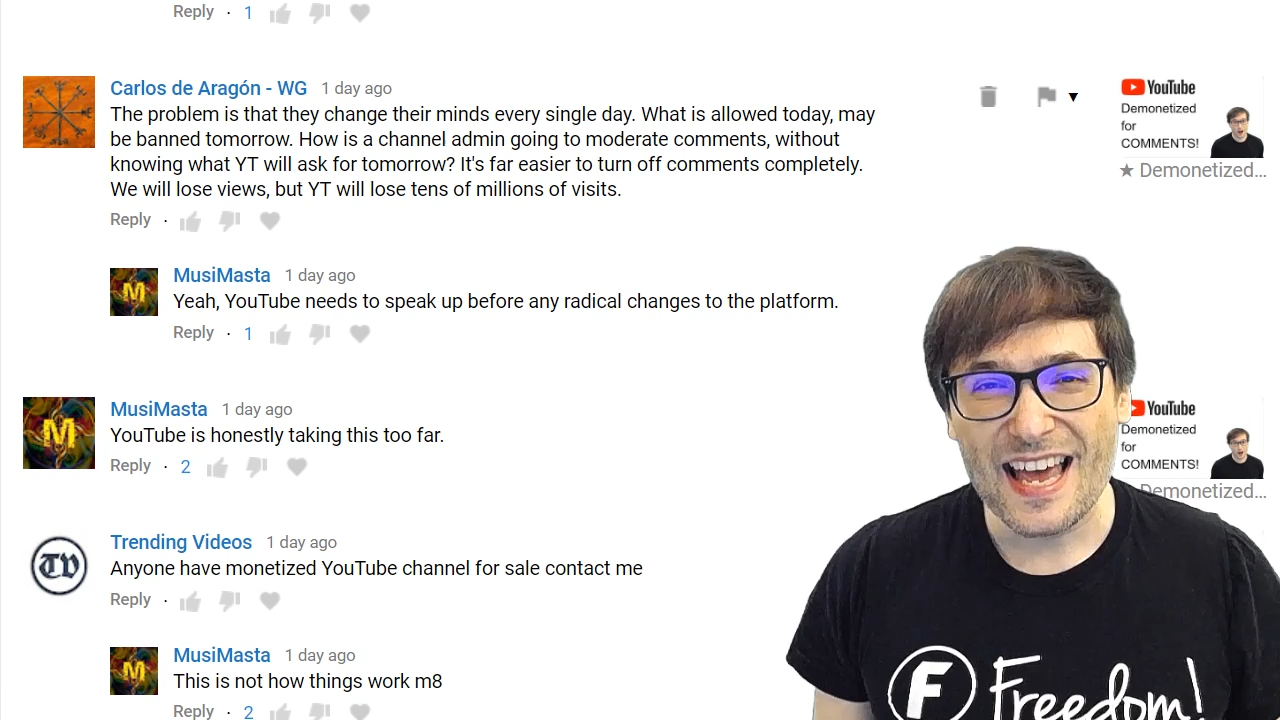 Reply · 1
Carlos de Aragón - WG 1 day ago
The problem is that they change their minds every single day. What is allowed today, may
be banned tomorrow. How is a channel admin going to moderate comments, without
knowing what YT will ask for tomorrow? It's far easier to turn off comments completely.
We will lose views, but YT will lose tens of millions of visits.
Reply ·
YouTube
Demonetized
for
COMMENTS!
★ Demonetized...
MusiMasta 1 day ago
Yeah, YouTube needs to speak up before any radical changes to the platform.
Reply · 1
M
MusiMasta 1 day ago
YouTube is honestly taking this too far.
Reply · 2
M
YouTube
Demonetized
for
COMMENTS!
Demonetized...
Trending Videos 1 day ago
Anyone have monetized YouTube channel for sale contact me
Reply ·
TV
MusiMasta 1 day ago
This is not how things work m8
Reply · 2
M
F Freedom!